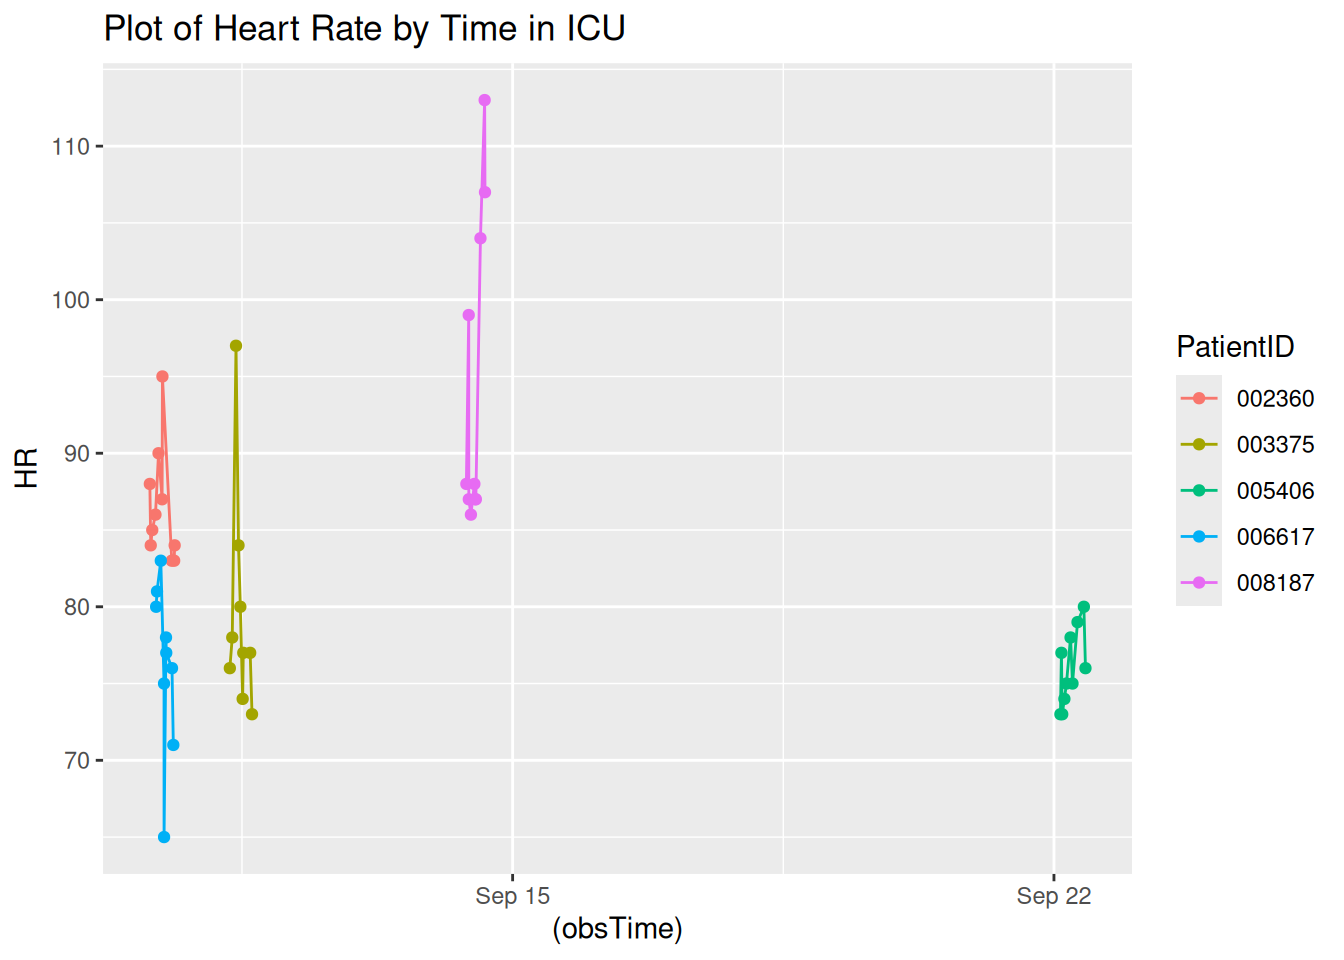 Plot of Heart Rate by Time in ICU
110
100
90
80
70
HR
Sep 15
Sep 22
(obsTime)
PatientID
002360
003375
005406
006617
008187